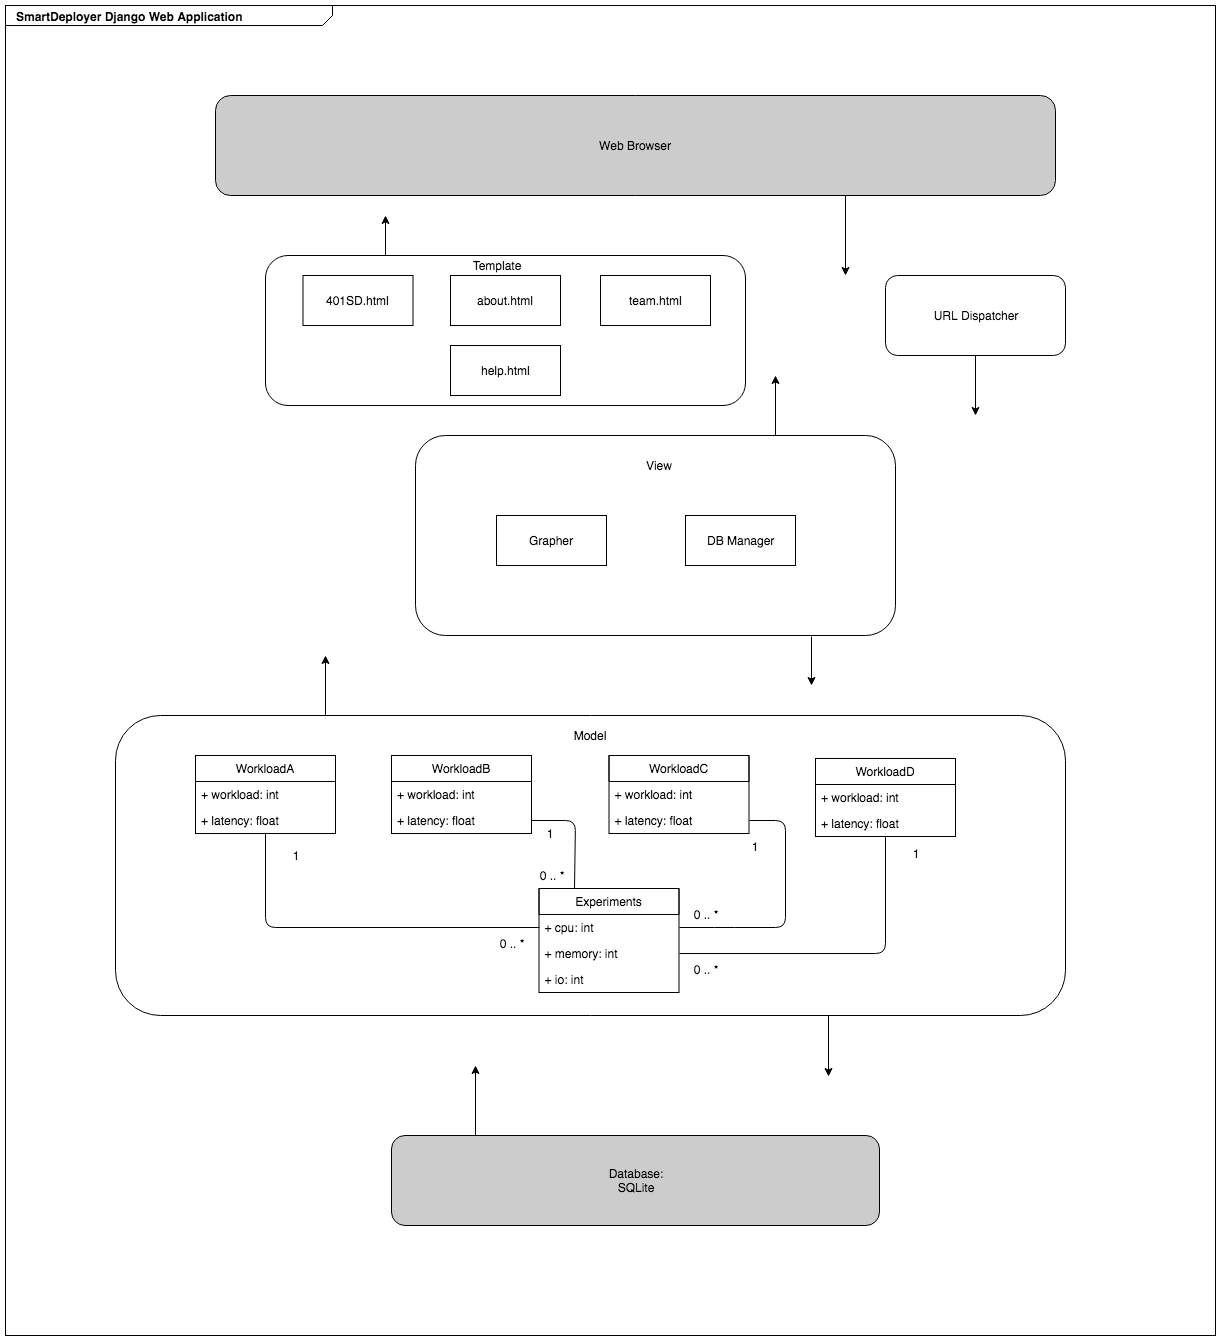 SmartDeployer Django Web Application
Web Browser
Template
401SD.html
about.html
team.html
help.html
URL Dispatcher
View
Grapher
DB Manager
Model
WorkloadA
+ workload: int
+ latency: float
WorkloadB
+ workload: int
+ latency: float
WorkloadC
+ workload: int
+ latency: float
WorkloadD
+ workload: int
+ latency: float
1
1
1
1
0 .. *
Experiments
+ cpu: int
+ memory: int
+ io: int
0 .. *
0 .. *
0 .. *
Database:
SQLite